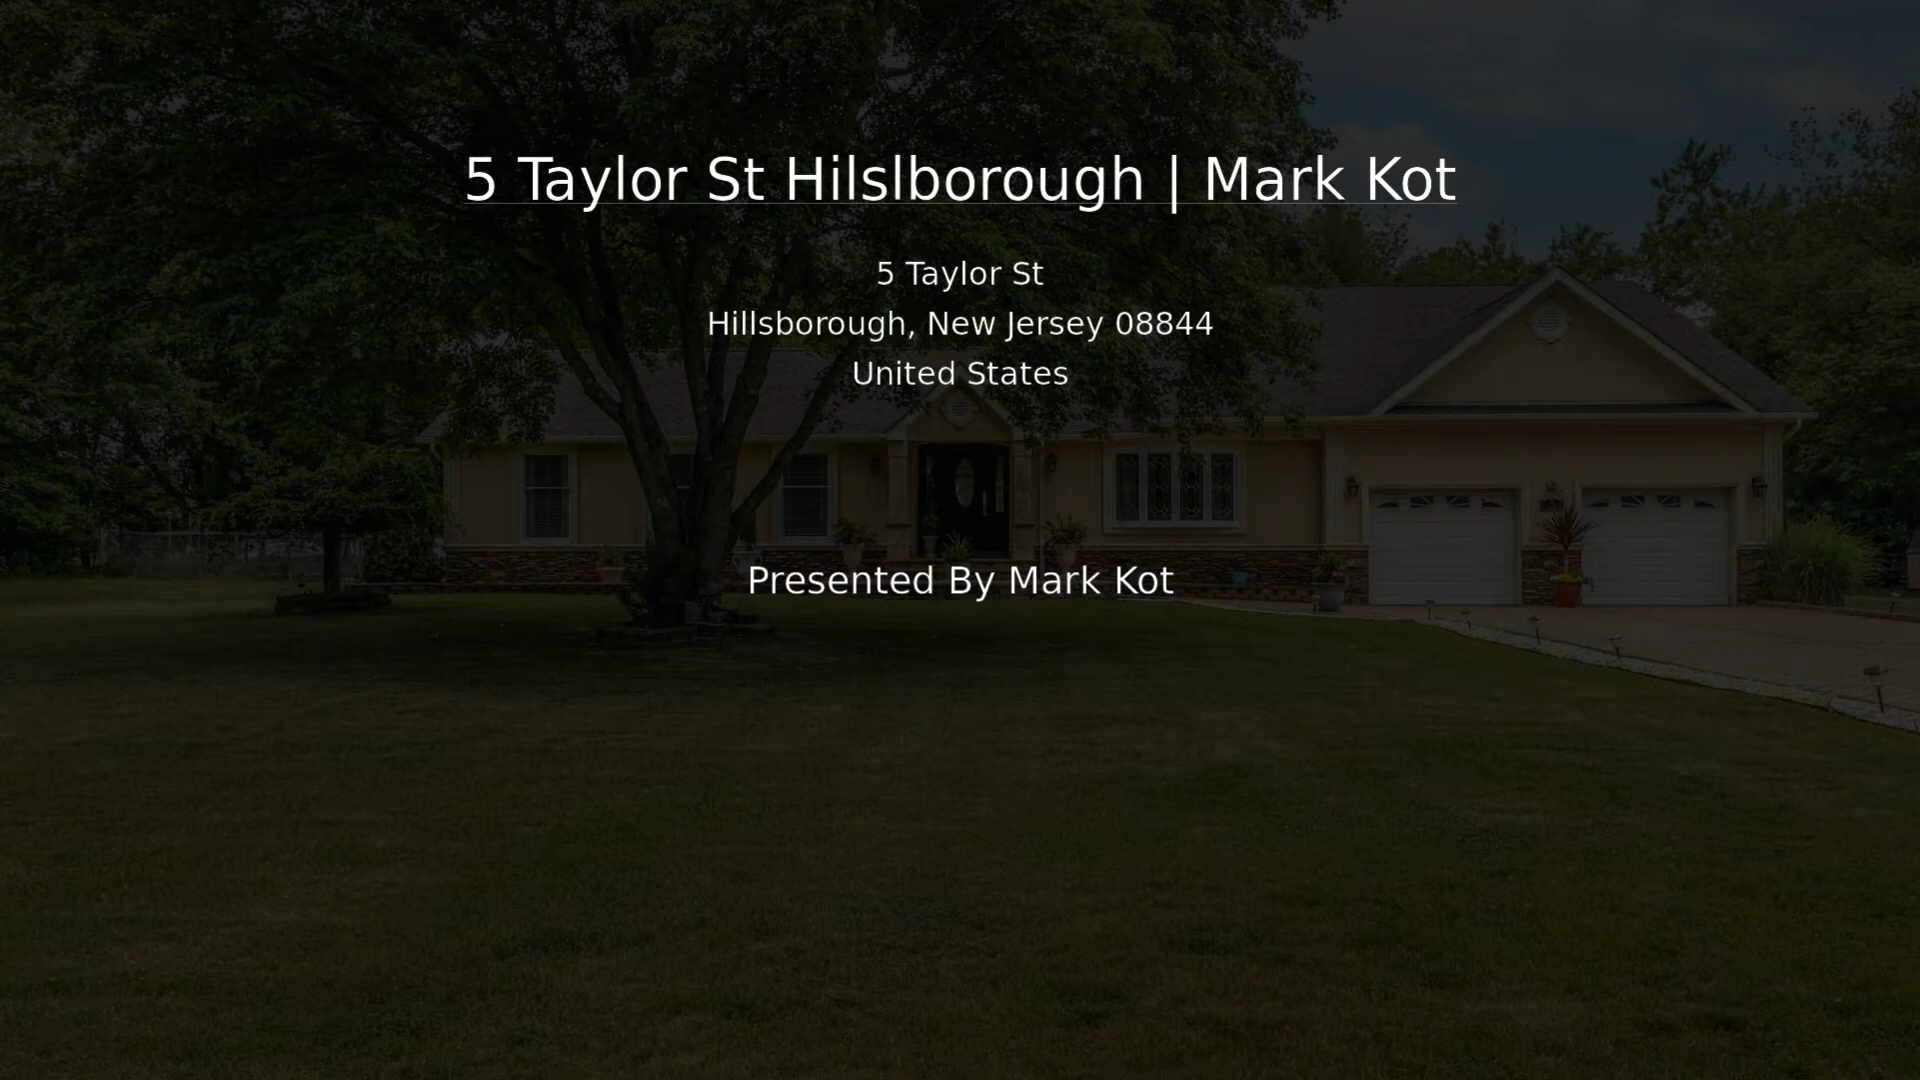 5 Taylor St Hilslborough | Mark Kot
5 Taylor St
Hillsborough, New Jersey 08844
United States
Presented By Mark Kot